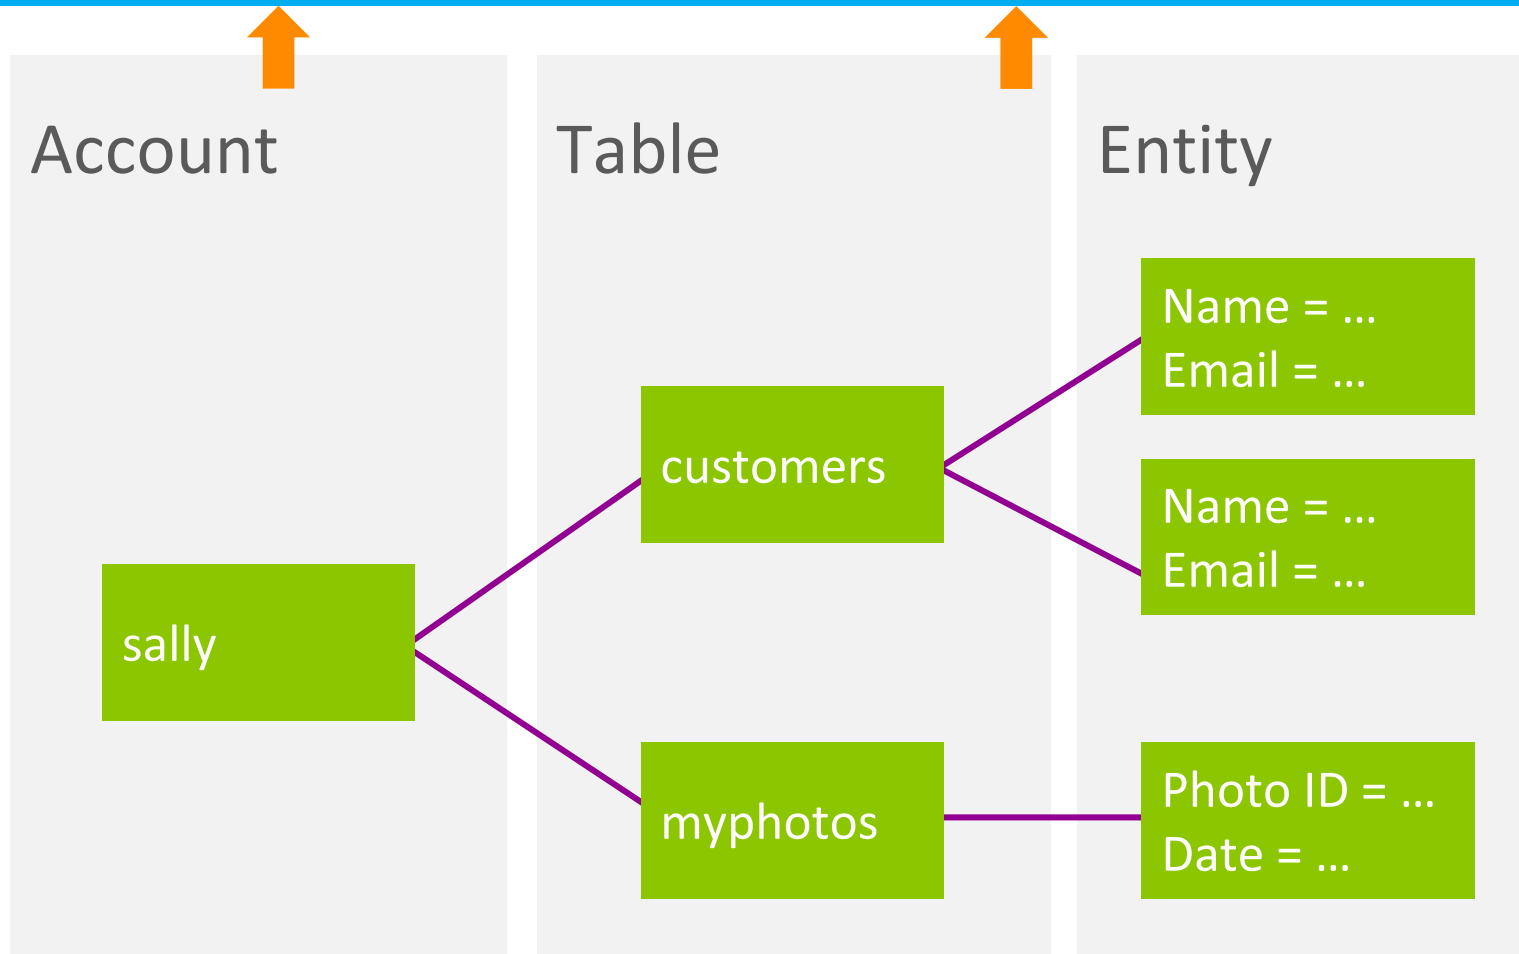 Account
Table
Entity
sally
customers
myphotos
Name = …
Email = …
Name = …
Email = …
Photo ID = …
Date = …